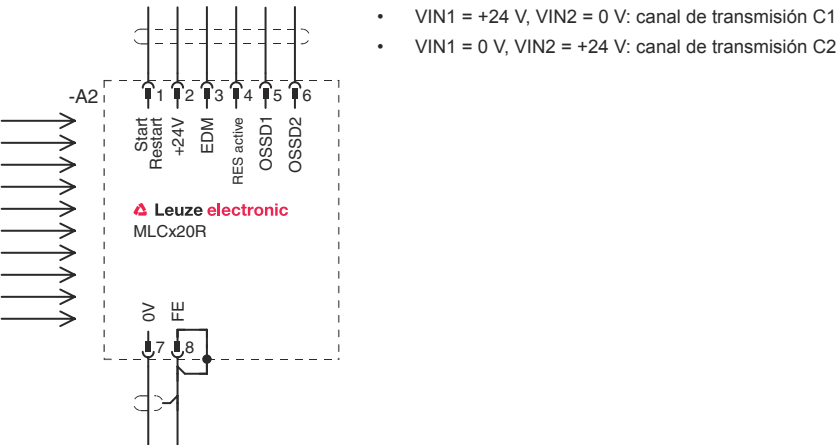 • VIN1 = +24 V, VIN2 = 0 V: canal de transmisión C1
• VIN1 = 0 V, VIN2 = +24 V: canal de transmisión C2
-A2
1 2 3 4 5 6
Start
Restart
+24V
EDM
RES active
OSSD1
OSSD2
Leuze electronic
MLCx20R
0V
FE
7 8